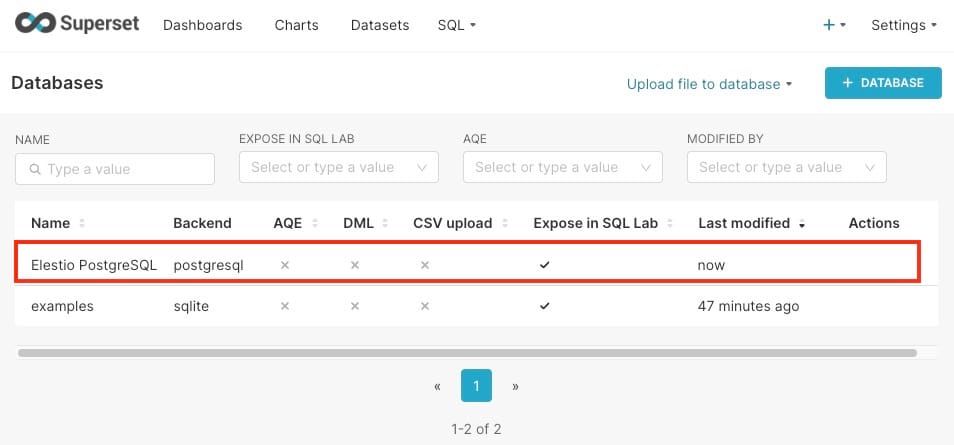 Superset Dashboards Charts Datasets SQL + Settings
Databases Upload file to database + DATABASE
NAME EXPOSE IN SQL LAB AQE MODIFIED BY
Type a value Select or type a value Select or type a value Select or type a value
Name Backend AQE DML CSV upload Expose in SQL Lab Last modified Actions
Elestio PostgreSQL postgresql × × × ✓ now
examples sqlite × × × ✓ 47 minutes ago
« 1 »
1-2 of 2